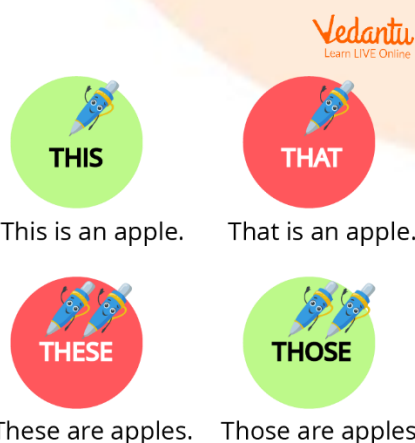 Vedantu
Learn LIVE Online
THIS
THAT
This is an apple.
That is an apple.
THESE
THOSE
These are apples.
Those are apples